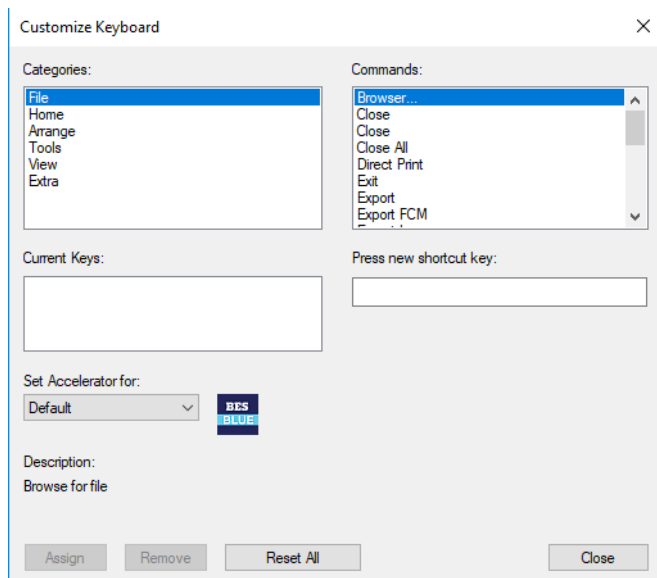 Customize Keyboard
Categories:
File
Home
Arrange
Tools
View
Extra
Commands:
Browser...
Close
Close
Close All
Direct Print
Exit
Export
Export FCM
Current Keys:
Press new shortcut key:
Set Accelerator for:
Default
BES
BLUE
Description:
Browse for file
Assign
Remove
Reset All
Close